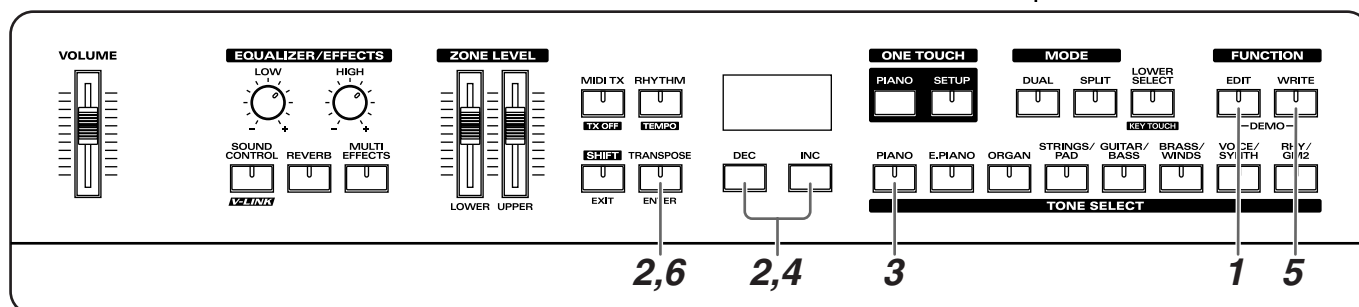 VOLUME
EQUALIZER/EFFECTS
LOW
HIGH
- +
- +
SOUND CONTROL
REVERB
MULTI EFFECTS
V-LINK
ZONE LEVEL
LOWER UPPER
MIDI TX
RHYTHM
TX OFF
TEMPO
SHIFT
TRANSPOSE
EXIT
ENTER
DEC
INC
ONE TOUCH
PIANO
SETUP
MODE
DUAL
SPLIT
LOWER SELECT
KEY TOUCH
FUNCTION
EDIT
WRITE
DEMO
PIANO
E.PIANO
ORGAN
STRINGS/ PAD
GUITAR/ BASS
BRASS/ WINDS
VOICE/ SYNTH
RHY/ GM2
TONE SELECT
2,6
2,4
3
1
5